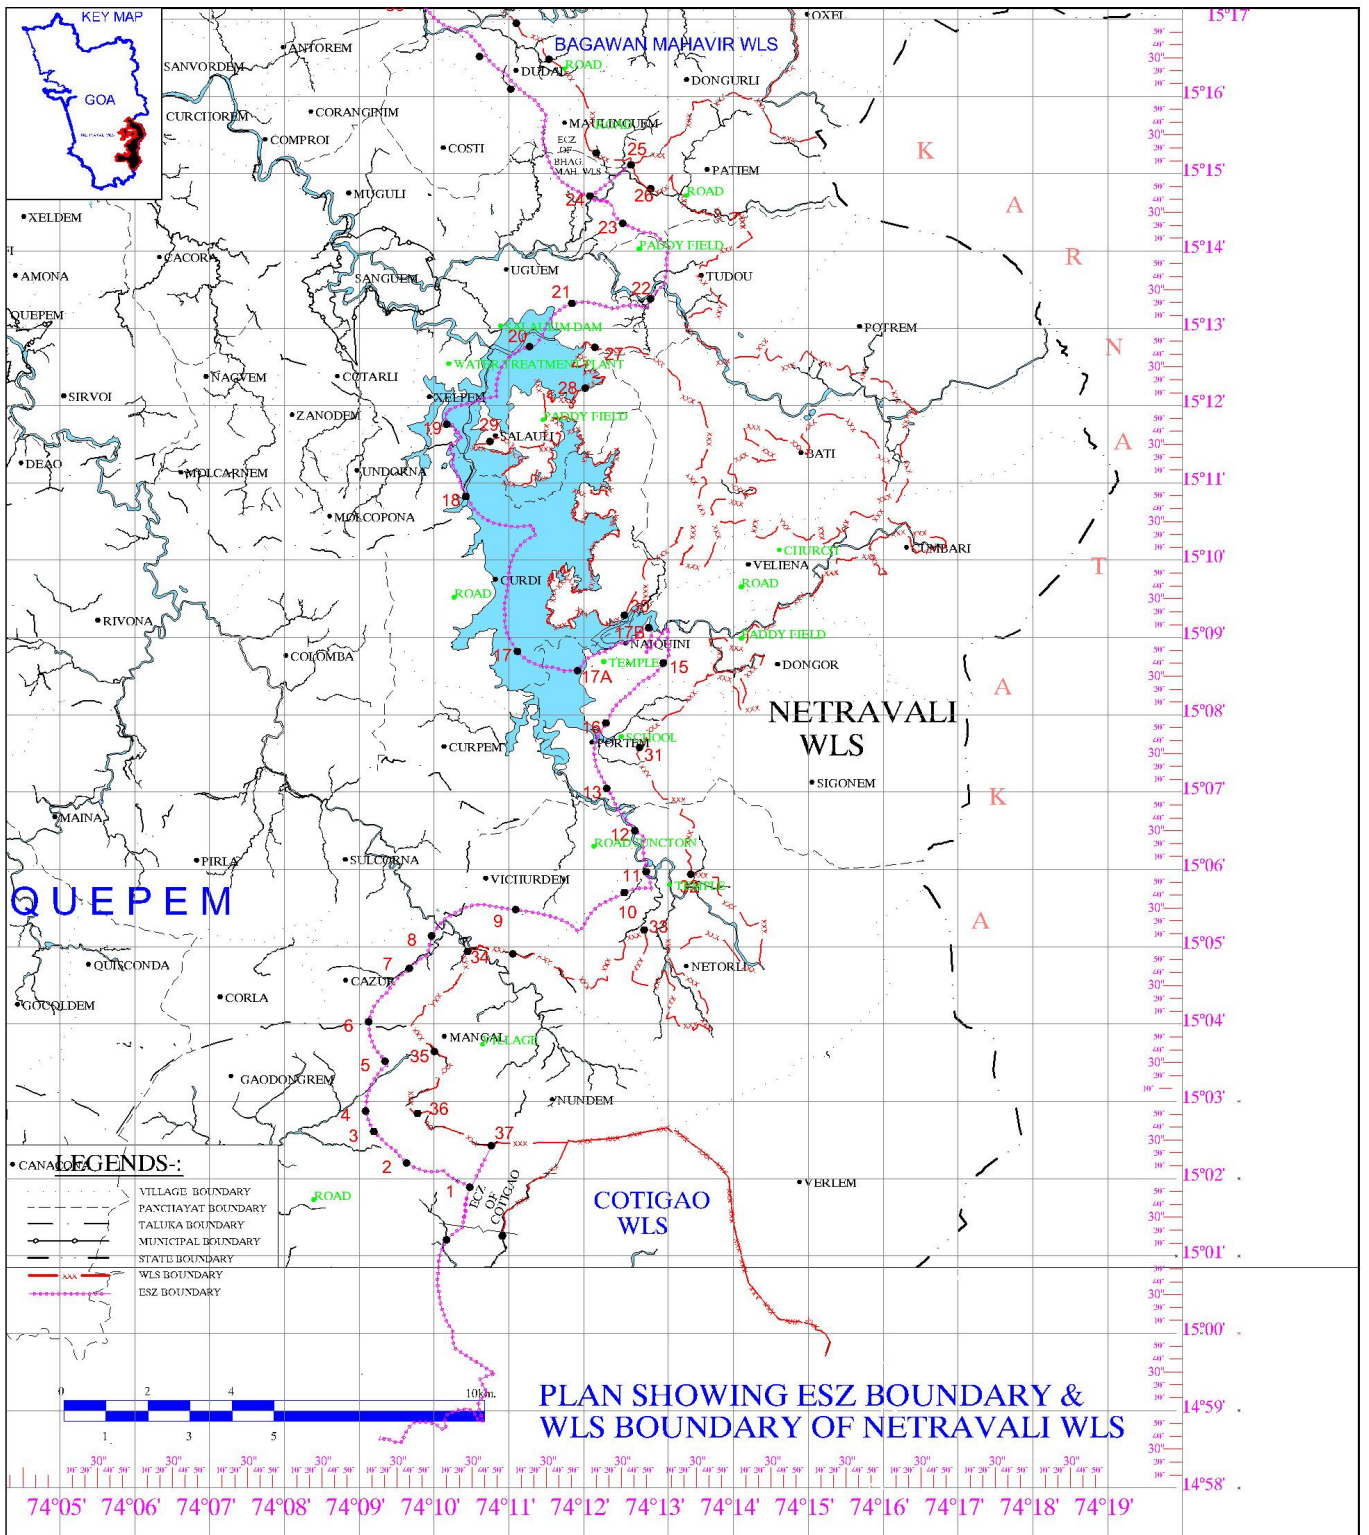 KEY MAP
GOA
BAGAWAN MAHAVIR WLS
OXEL
15°17'
ANTOREM
SANVORDEM
DUDAL
ROAD
DONGURLI
15°16'
CURCHOREM
CORANGINIM
MAULINGUEM
ROAD
COMPROI
COSTI
ECZ
OF
BHAG.
MAH. WLS
25
K
PATIEM
15°15'
MUGULI
24
26
ROAD
A
XELDEM
23
PADDY FIELD
15°14'
CACORA
R
AMONA
SANGUEM
UGUEM
TUDOU
21
22
QUEPEM
SALAULIM DAM
POTREM
15°13'
20
27
N
WATER TREATMENT PLANT
NAGVEM
COTARLI
28
SIRVOI
XELPEM
15°12'
ZANODEM
PADDY FIELD
19
29
SALAULI
A
DEAO
BATI
MOLCARNEM
UNDORNA
15°11'
18
MOLCOPONA
CHURCH
CUMBARI
15°10'
VELIENA
T
CURDI
ROAD
ROAD
RIVONA
30
17B
PADDY FIELD
15°09'
NAIQUINI
COLOMBA
17
TEMPLE
15
DONGOR
17A
A
NETRAVALI
WLS
15°08'
16
SCHOOL
CURPEM
PORTEM
31
SIGONEM
15°07'
13
K
MAINA
12
ROAD JUNCTOIN
PIRLA
SULCORNA
15°06'
11
VICHURDEM
TEMPLE
32
QUEPEM
10
9
33
A
8
15°05'
34
7
QUISCONDA
NETORLI
CAZUR
CORLA
GOCOLDEM
6
15°04'
MANGAL
VILLAGE
35
5
GAODONGREM
15°03'
NUNDEM
4
36
3
37
CANACONA
LEGENDS-:
2
15°02'
1
VERLEM
ECZ
OF
COTIGAO
COTIGAO
WLS
ROAD
VILLAGE BOUNDARY
PANCHAYAT BOUNDARY
TALUKA BOUNDARY
MUNICIPAL BOUNDARY
STATE BOUNDARY
WLS BOUNDARY
ESZ BOUNDARY
15°01'
15°00'
0 2 4 10km.
1 3 5
PLAN SHOWING ESZ BOUNDARY &
WLS BOUNDARY OF NETRAVALI WLS
14°59'
14°58'
74°05' 74°06' 74°07' 74°08' 74°09' 74°10' 74°11' 74°12' 74°13' 74°14' 74°15' 74°16' 74°17' 74°18' 74°19'